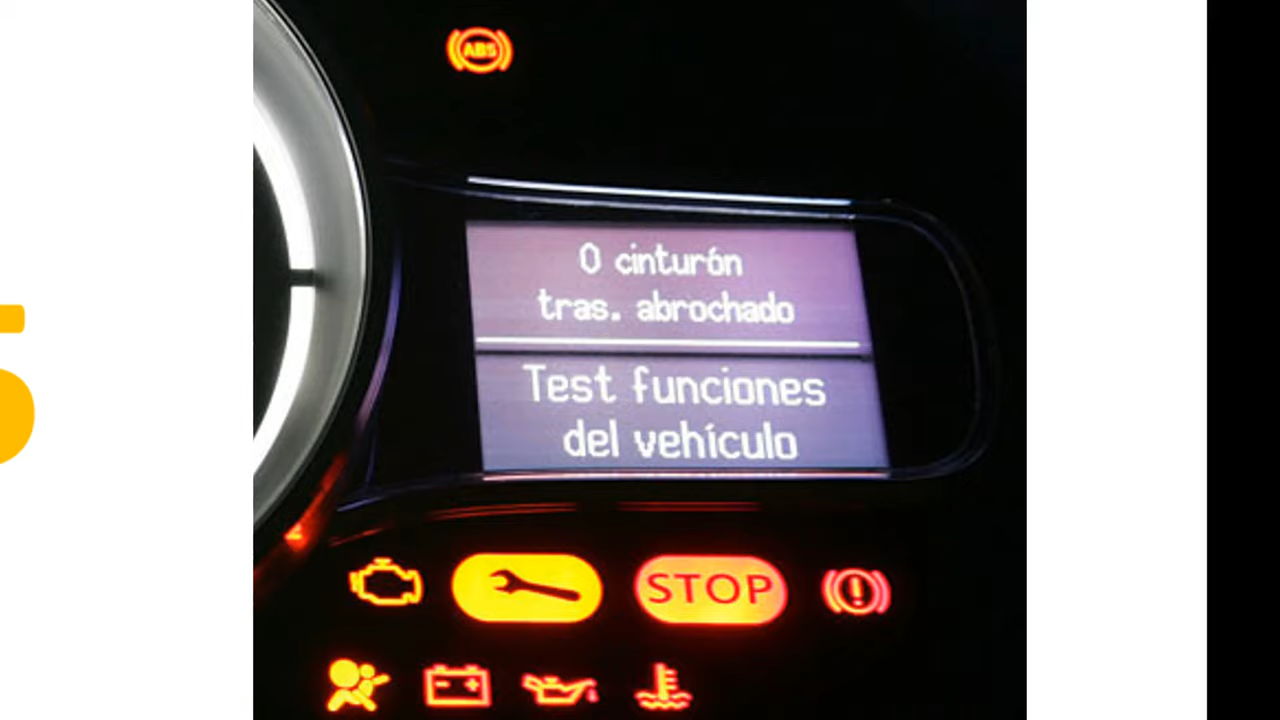 ABS
0 cinturón
tras. abrochado
Test funciones
del vehículo
STOP